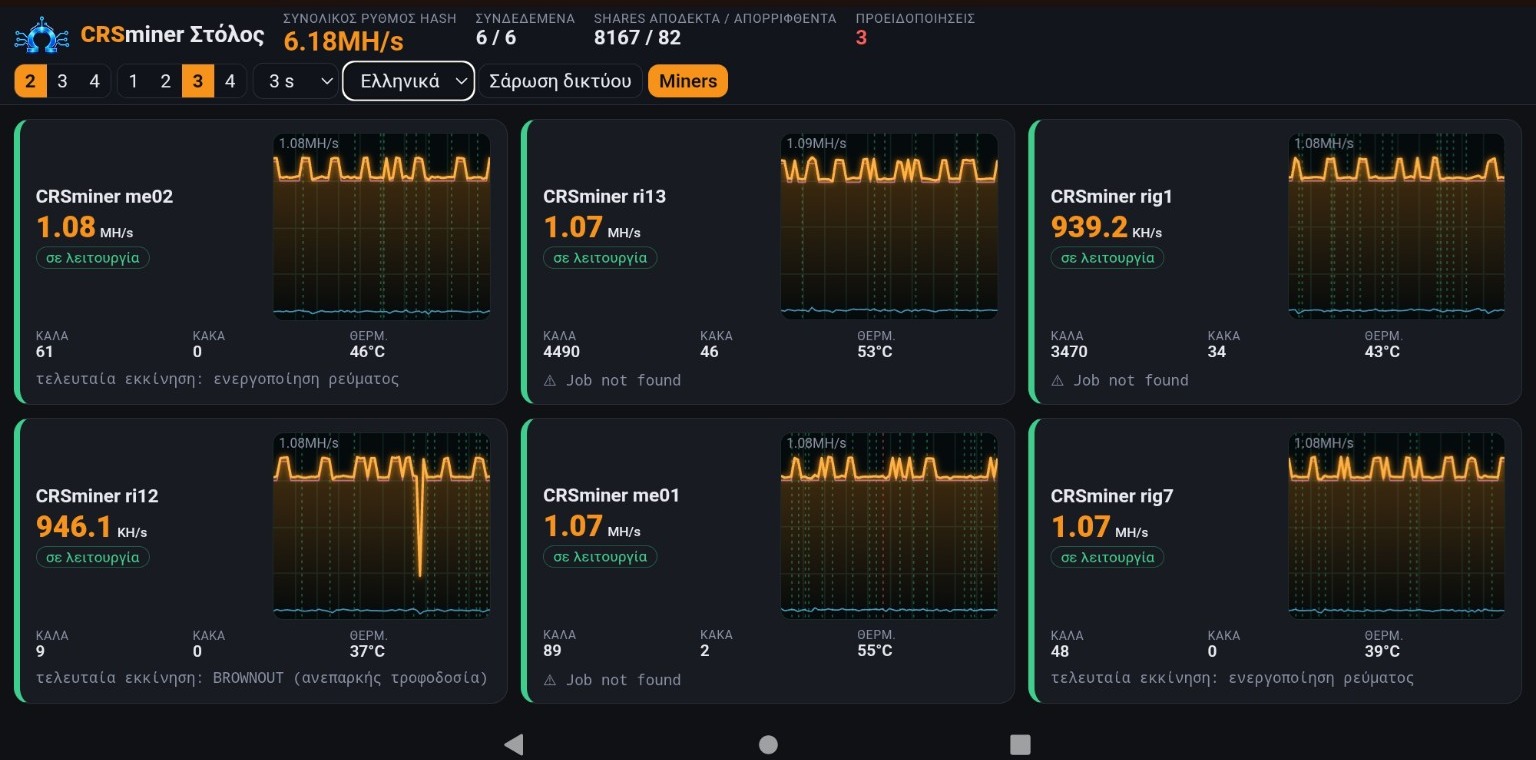 CRSminer Στόλος
ΣΥΝΟΛΙΚΟΣ ΡΥΘΜΟΣ HASH
6.18MH/s
ΣΥΝΔΕΔΕΜΕΝΑ
6 / 6
SHARES ΑΠΟΔΕΚΤΑ / ΑΠΟΡΡΙΦΘΕΝΤΑ
8167 / 82
ΠΡΟΕΙΔΟΠΟΙΗΣΕΙΣ
3
2 3 4 1 2 3 4 3 s Ελληνικά Σάρωση δικτύου Miners
1.08MH/s
CRSminer me02
1.08 MH/s
σε λειτουργία
ΚΑΛΑ ΚΑΚΑ ΘΕΡΜ.
61 0 46°C
τελευταία εκκίνηση: ενεργοποίηση ρεύματος
1.09MH/s
CRSminer ri13
1.07 MH/s
σε λειτουργία
ΚΑΛΑ ΚΑΚΑ ΘΕΡΜ.
4490 46 53°C
⚠ Job not found
1.08MH/s
CRSminer rig1
939.2 KH/s
σε λειτουργία
ΚΑΛΑ ΚΑΚΑ ΘΕΡΜ.
3470 34 43°C
⚠ Job not found
1.08MH/s
CRSminer ri12
946.1 KH/s
σε λειτουργία
ΚΑΛΑ ΚΑΚΑ ΘΕΡΜ.
9 0 37°C
τελευταία εκκίνηση: BROWNOUT (ανεπαρκής τροφοδοσία)
1.08MH/s
CRSminer me01
1.07 MH/s
σε λειτουργία
ΚΑΛΑ ΚΑΚΑ ΘΕΡΜ.
89 2 55°C
⚠ Job not found
1.08MH/s
CRSminer rig7
1.07 MH/s
σε λειτουργία
ΚΑΛΑ ΚΑΚΑ ΘΕΡΜ.
48 0 39°C
τελευταία εκκίνηση: ενεργοποίηση ρεύματος